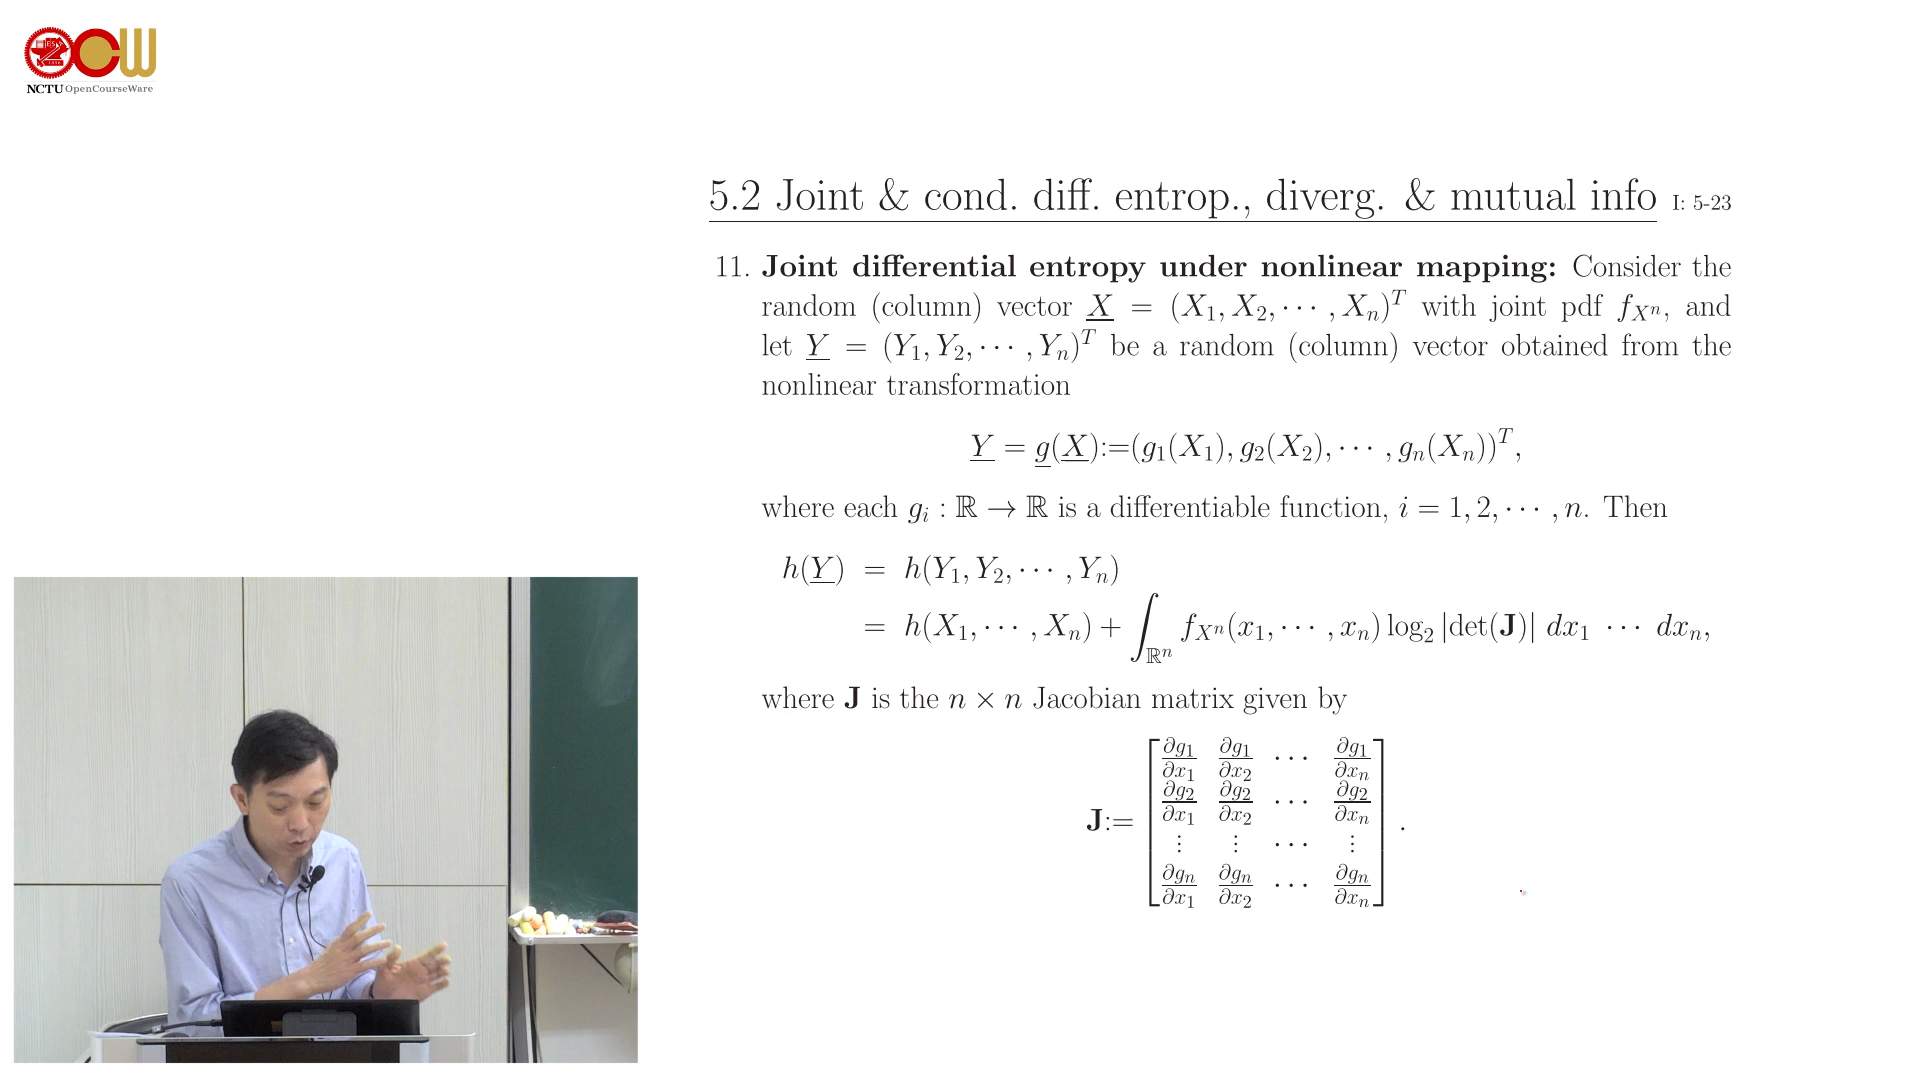 NCTU OpenCourseWare
5.2 Joint & cond. diff. entrop., diverg. & mutual info I: 5-23
11. Joint differential entropy under nonlinear mapping: Consider the
random (column) vector X = (X₁, X₂, ⋯ , Xₙ)ᵀ with joint pdf f_{Xⁿ}, and
let Y = (Y₁, Y₂, ⋯ , Yₙ)ᵀ be a random (column) vector obtained from the
nonlinear transformation
Y = g(X):=(g₁(X₁), g₂(X₂), ⋯ , gₙ(Xₙ))ᵀ,
where each gᵢ : ℝ → ℝ is a differentiable function, i = 1, 2, ⋯ , n. Then
h(Y) = h(Y₁, Y₂, ⋯ , Yₙ)
= h(X₁, ⋯ , Xₙ) + ∫_{ℝⁿ} f_{Xⁿ}(x₁, ⋯ , xₙ) log₂ |det(J)| dx₁ ⋯ dxₙ,
where J is the n × n Jacobian matrix given by
J:= [ ∂g₁/∂x₁ ∂g₁/∂x₂ ⋯ ∂g₁/∂xₙ
∂g₂/∂x₁ ∂g₂/∂x₂ ⋯ ∂g₂/∂xₙ
⋮ ⋮ ⋯ ⋮
∂gₙ/∂x₁ ∂gₙ/∂x₂ ⋯ ∂gₙ/∂xₙ ] .